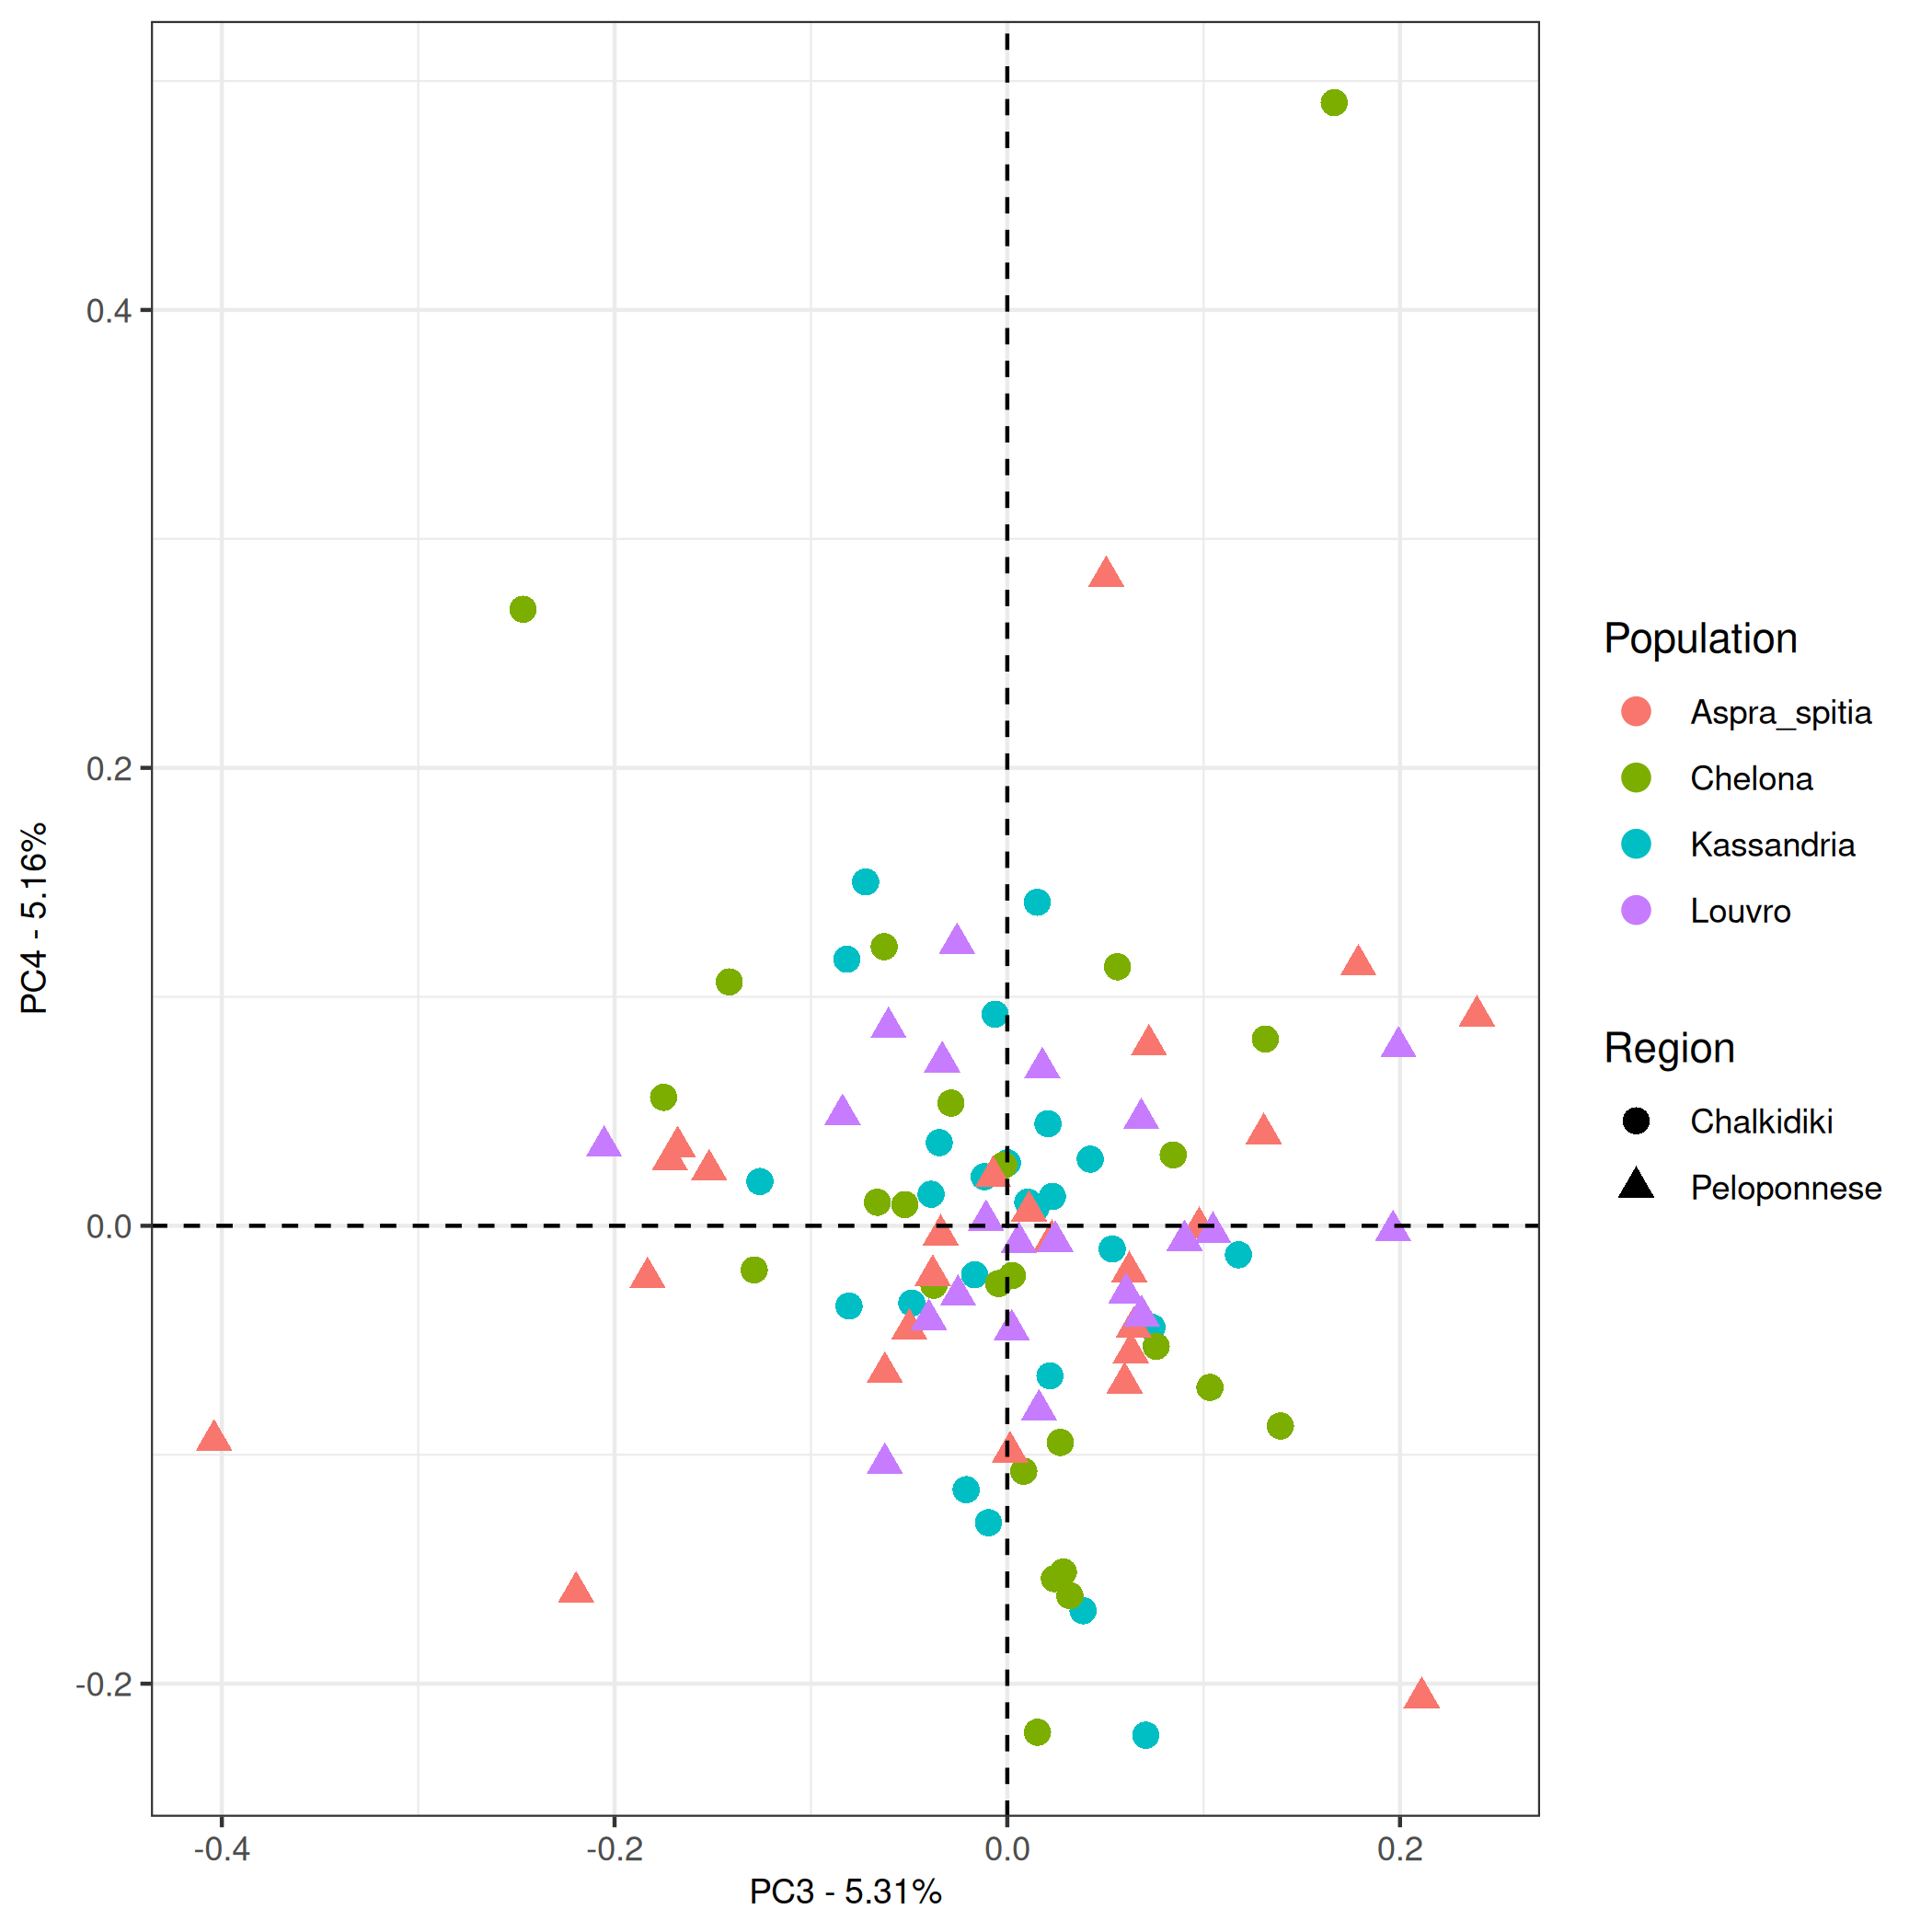 0.4
0.2
0.0
-0.2
-0.4
-0.2
0.0
0.2
PC3 - 5.31%
PC4 - 5.16%
Population
Aspra_spitia
Chelona
Kassandria
Louvro
Region
Chalkidiki
Peloponnese